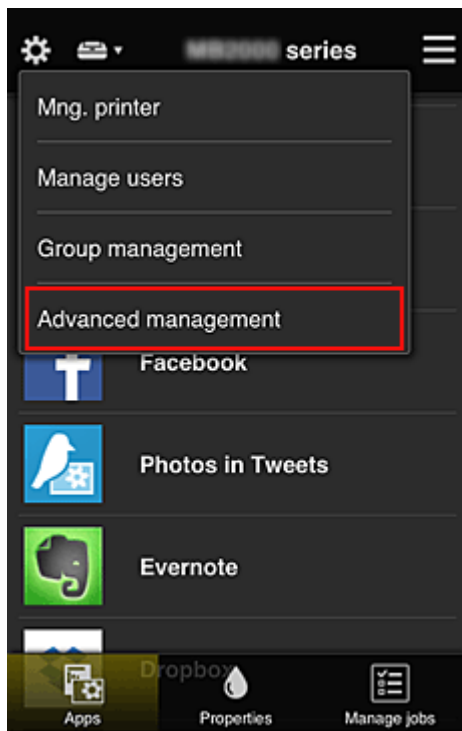 series
Mng. printer
Manage users
Group management
Advanced management
Facebook
Photos in Tweets
Evernote
Dropbox
Apps
Properties
Manage jobs